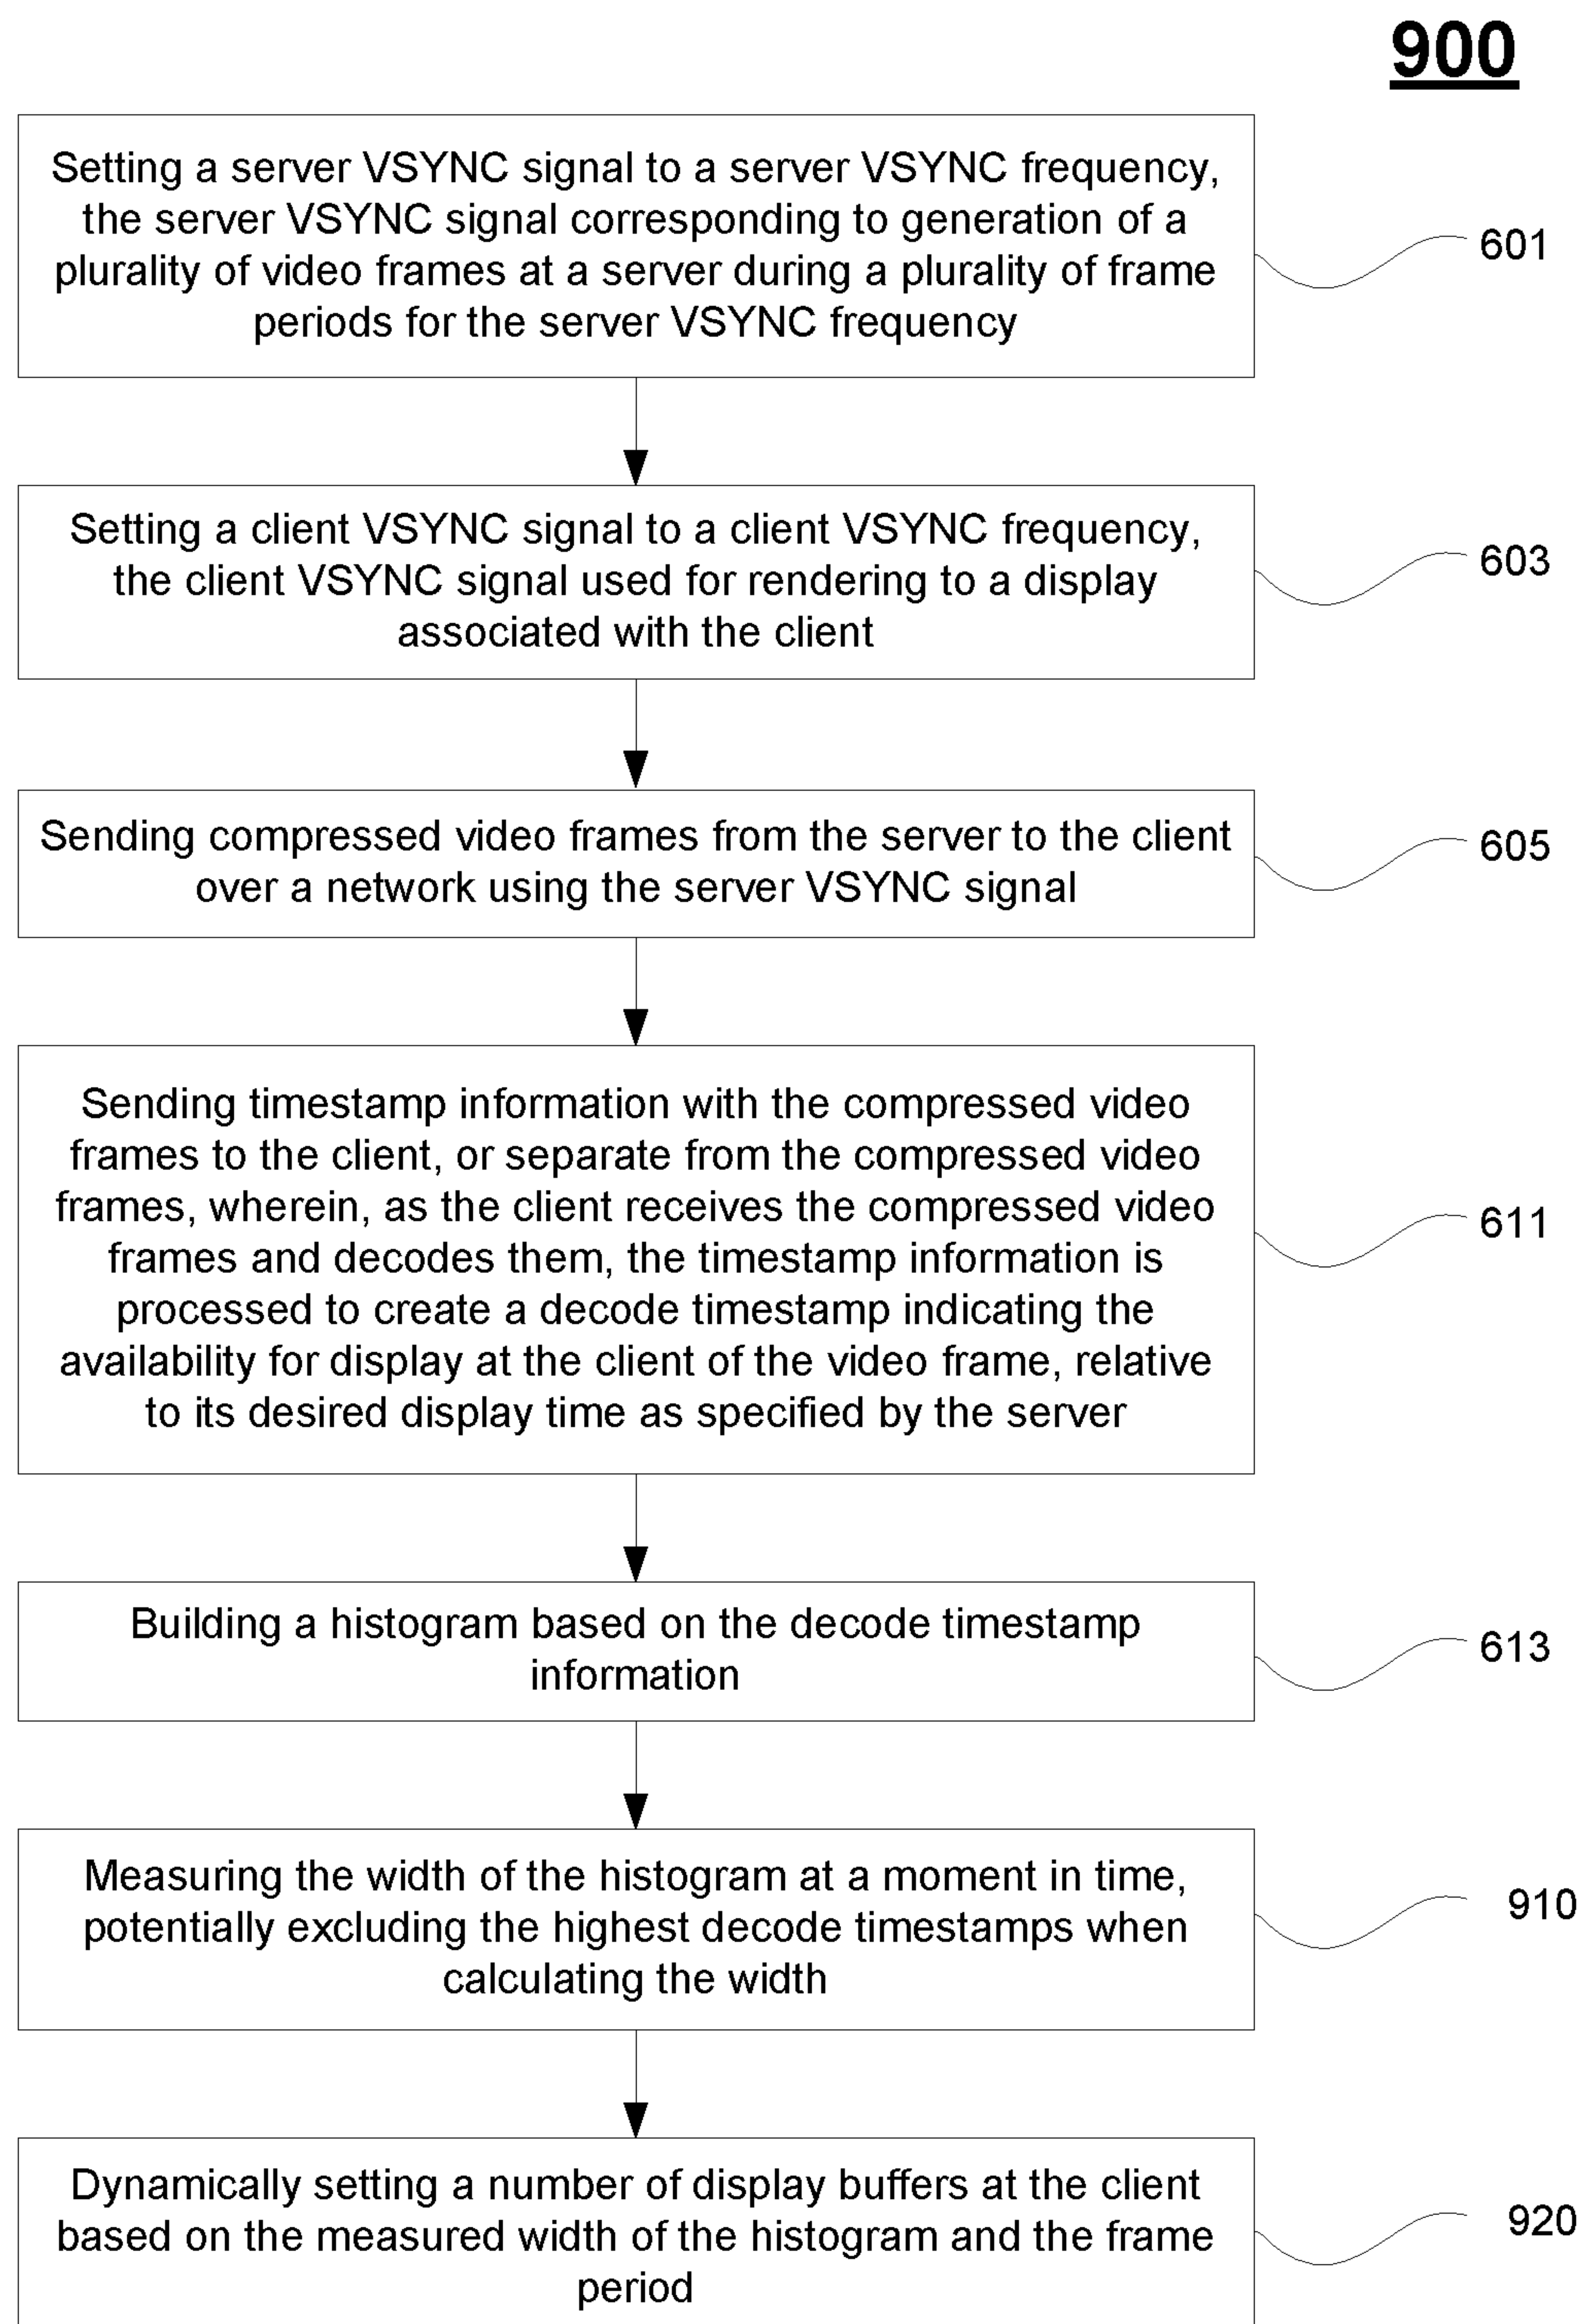 900
Setting a server VSYNC signal to a server VSYNC frequency,
the server VSYNC signal corresponding to generation of a
plurality of video frames at a server during a plurality of frame
periods for the server VSYNC frequency
601
Setting a client VSYNC signal to a client VSYNC frequency,
the client VSYNC signal used for rendering to a display
associated with the client
603
Sending compressed video frames from the server to the client
over a network using the server VSYNC signal
605
Sending timestamp information with the compressed video
frames to the client, or separate from the compressed video
frames, wherein, as the client receives the compressed video
frames and decodes them, the timestamp information is
processed to create a decode timestamp indicating the
availability for display at the client of the video frame, relative
to its desired display time as specified by the server
611
Building a histogram based on the decode timestamp
information
613
Measuring the width of the histogram at a moment in time,
potentially excluding the highest decode timestamps when
calculating the width
910
Dynamically setting a number of display buffers at the client
based on the measured width of the histogram and the frame
period
920